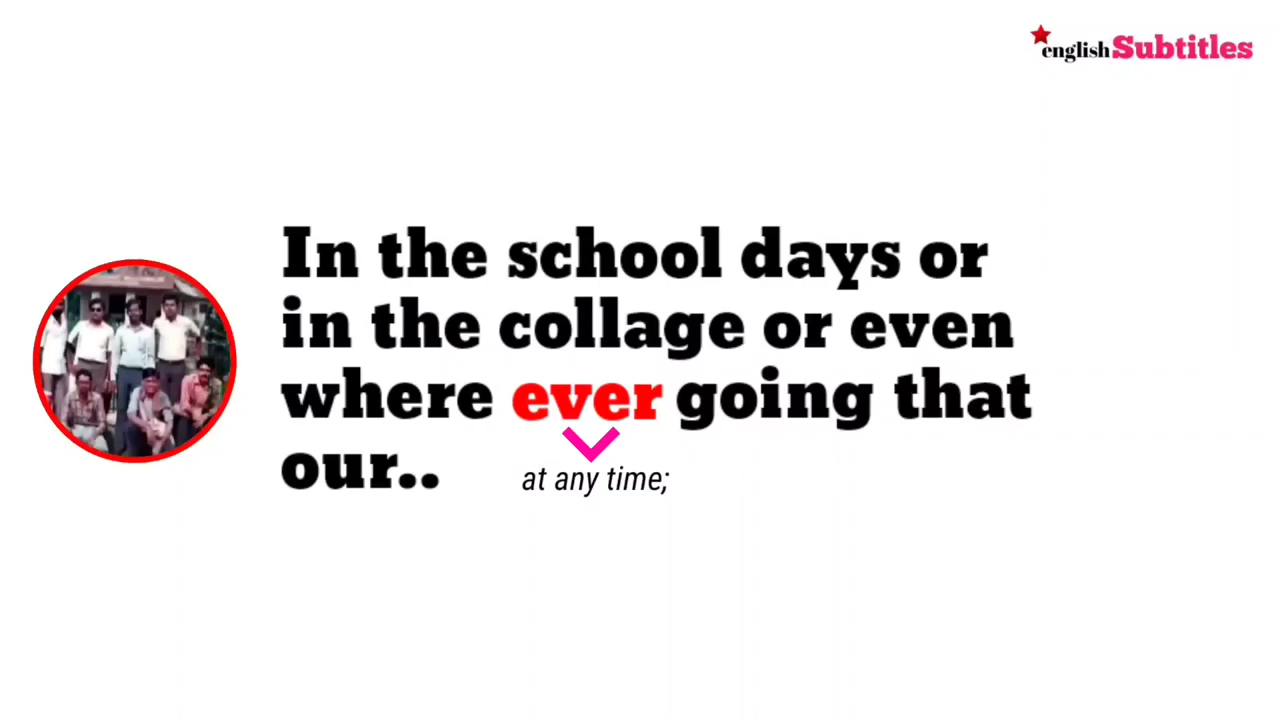 english Subtitles
In the school days or
in the collage or even
where ever going that
our..
at any time;